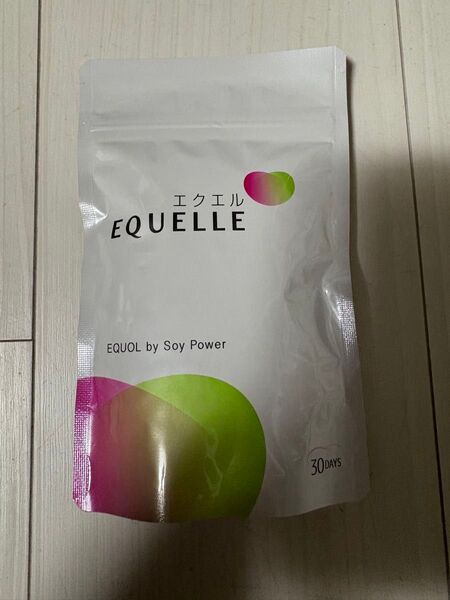 エクエル
EQUELLE
EQUOL by Soy Power
30DAYS